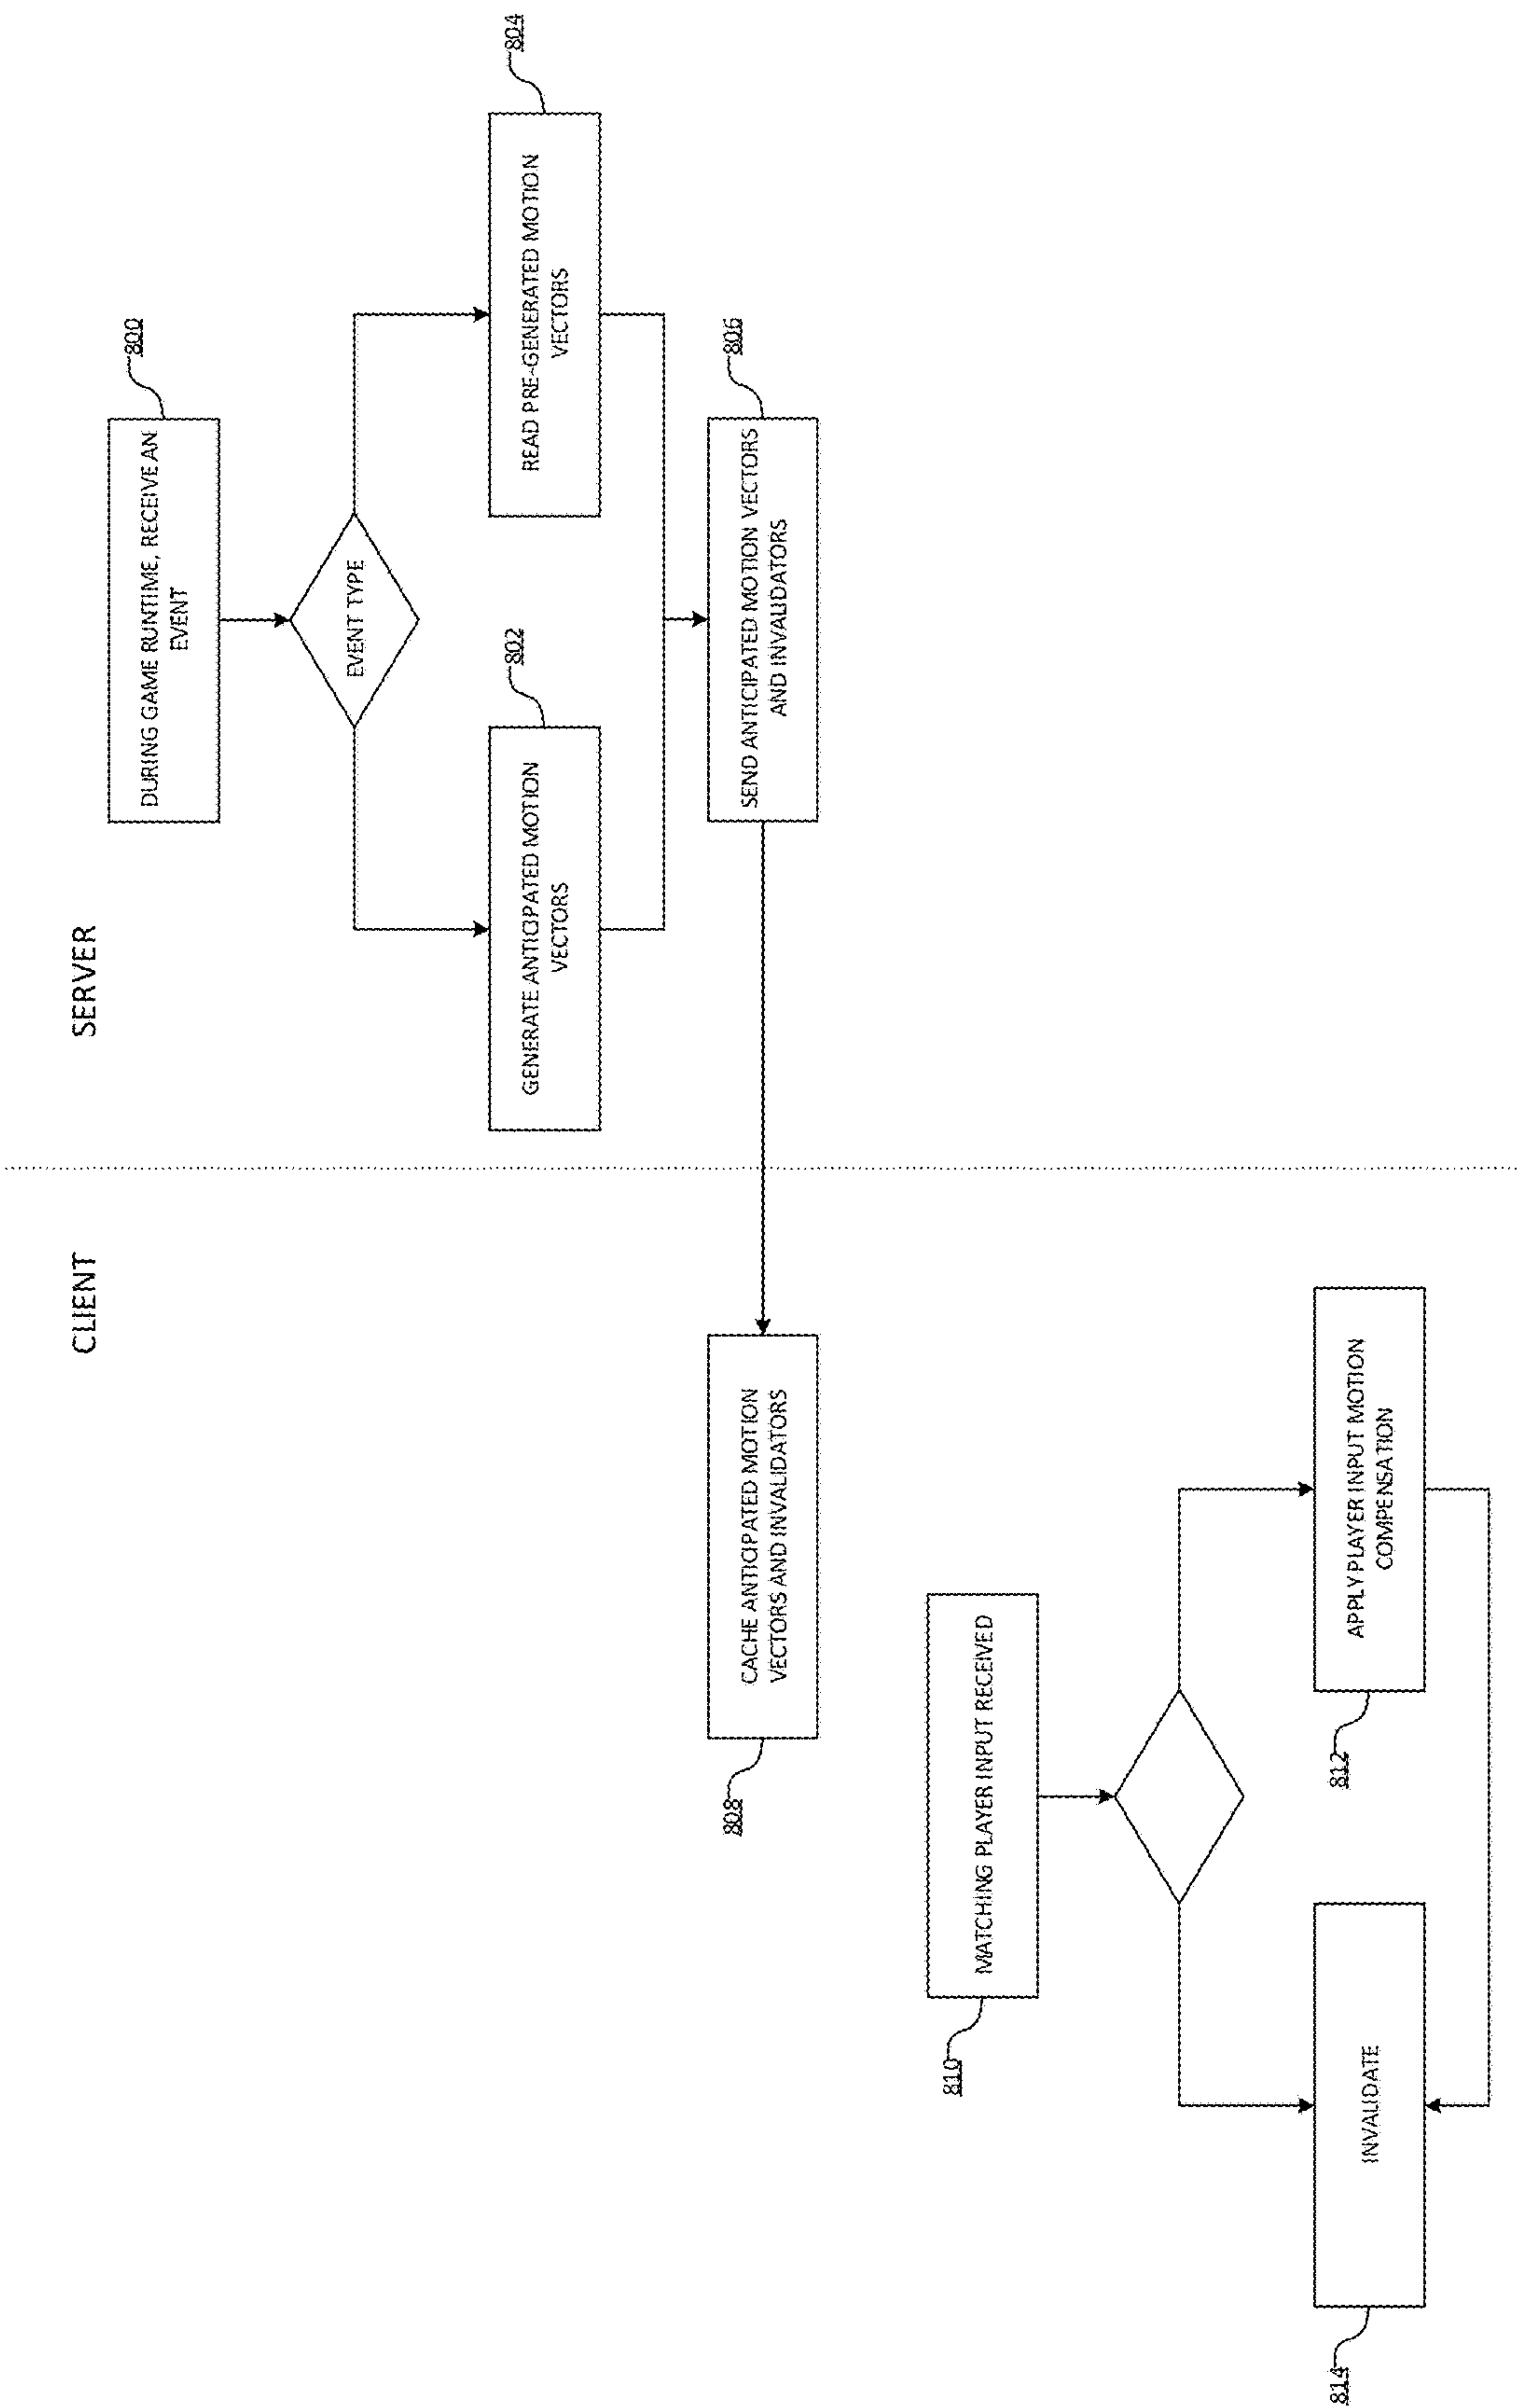 CLIENT
SERVER
DURING GAME RUNTIME, RECEIVE AN
EVENT
800
EVENT TYPE
GENERATE ANTICIPATED MOTION
VECTORS
802
READ PRE-GENERATED MOTION
VECTORS
804
SEND ANTICIPATED MOTION VECTORS
AND INVALIDATORS
806
CACHE ANTICIPATED MOTION
VECTORS AND INVALIDATORS
808
MATCHING PLAYER INPUT RECEIVED
810
APPLY PLAYER INPUT MOTION
COMPENSATION
812
INVALIDATE
814